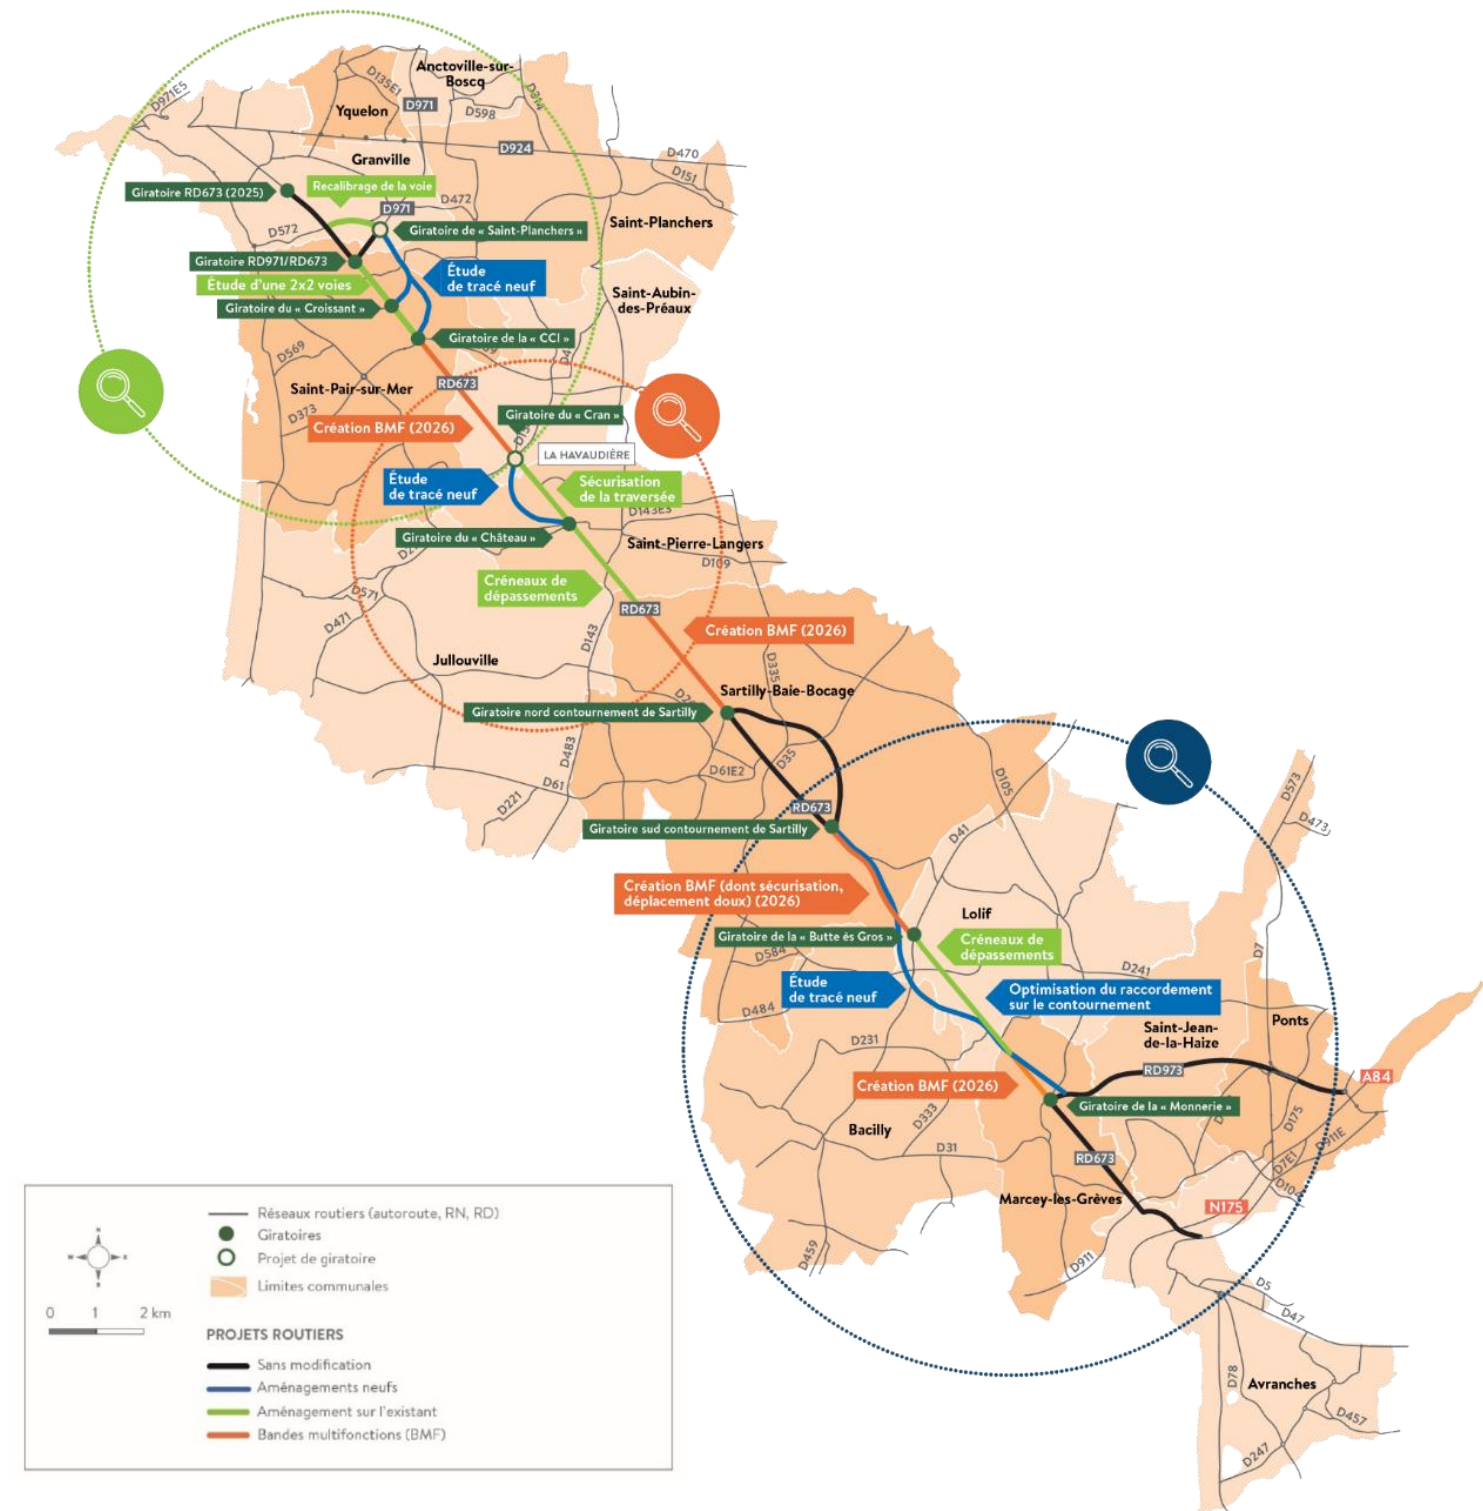 Anctoville-sur-
Boscq
D135E1
D971E5
D971
D314
Yquelon
D598
D924
D470
Granville
D151
Recalibrage de la voie
Giratoire RD673 (2025)
D472
D971
Saint-Planchers
D572
Giratoire de « Saint-Planchers »
Giratoire RD971/RD673
Étude
de tracé neuf
Étude d'une 2x2 voies
Saint-Aubin-
des-Préaux
Giratoire du « Croissant »
Giratoire de la « CCI »
D569
RD673
Saint-Pair-sur-Mer
D373
Giratoire du « Cran »
Création BMF (2026)
LA HAVAUDIÈRE
Étude
de tracé neuf
Sécurisation
de la traversée
D143E3
Giratoire du « Château »
Saint-Pierre-Langers
D109
Créneaux de
dépassements
D571
RD673
D471
D143
Création BMF (2026)
Jullouville
D335
Sartilly-Baie-Bocage
Giratoire nord contournement de Sartilly
D483
D35
D61E2
D61
D105
D221
RD673
D573
D473
Giratoire sud contournement de Sartilly
D41
Création BMF (dont sécurisation,
déplacement doux) (2026)
Lolif
Giratoire de la « Butte ès Gros »
Créneaux de
dépassements
D7
D584
D241
Étude
de tracé neuf
Optimisation du raccordement
sur le contournement
D484
Saint-Jean-
de-la-Haize
Ponts
D231
RD973
A84
Création BMF (2026)
Giratoire de la « Monnerie »
D333
Bacilly
D175
D911E
D31
RD673
D7E1
D104
Marcey-les-Grèves
N175
D459
D911
D5
D47
D78
Avranches
D457
D247
Réseaux routiers (autoroute, RN, RD)
Giratoires
Projet de giratoire
Limites communales
0 1 2 km
PROJETS ROUTIERS
Sans modification
Aménagements neufs
Aménagement sur l'existant
Bandes multifonctions (BMF)